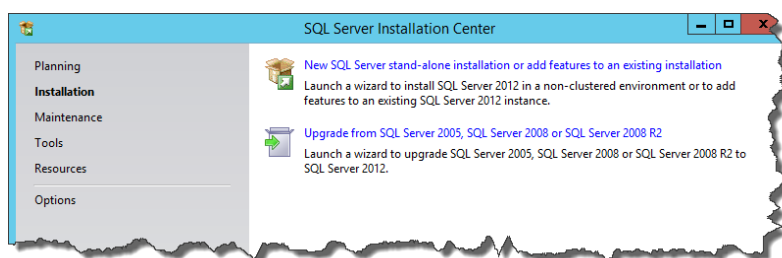 SQL Server Installation Center
Planning
Installation
Maintenance
Tools
Resources
Options
New SQL Server stand-alone installation or add features to an existing installation
Launch a wizard to install SQL Server 2012 in a non-clustered environment or to add
features to an existing SQL Server 2012 instance.
Upgrade from SQL Server 2005, SQL Server 2008 or SQL Server 2008 R2
Launch a wizard to upgrade SQL Server 2005, SQL Server 2008 or SQL Server 2008 R2 to
SQL Server 2012.